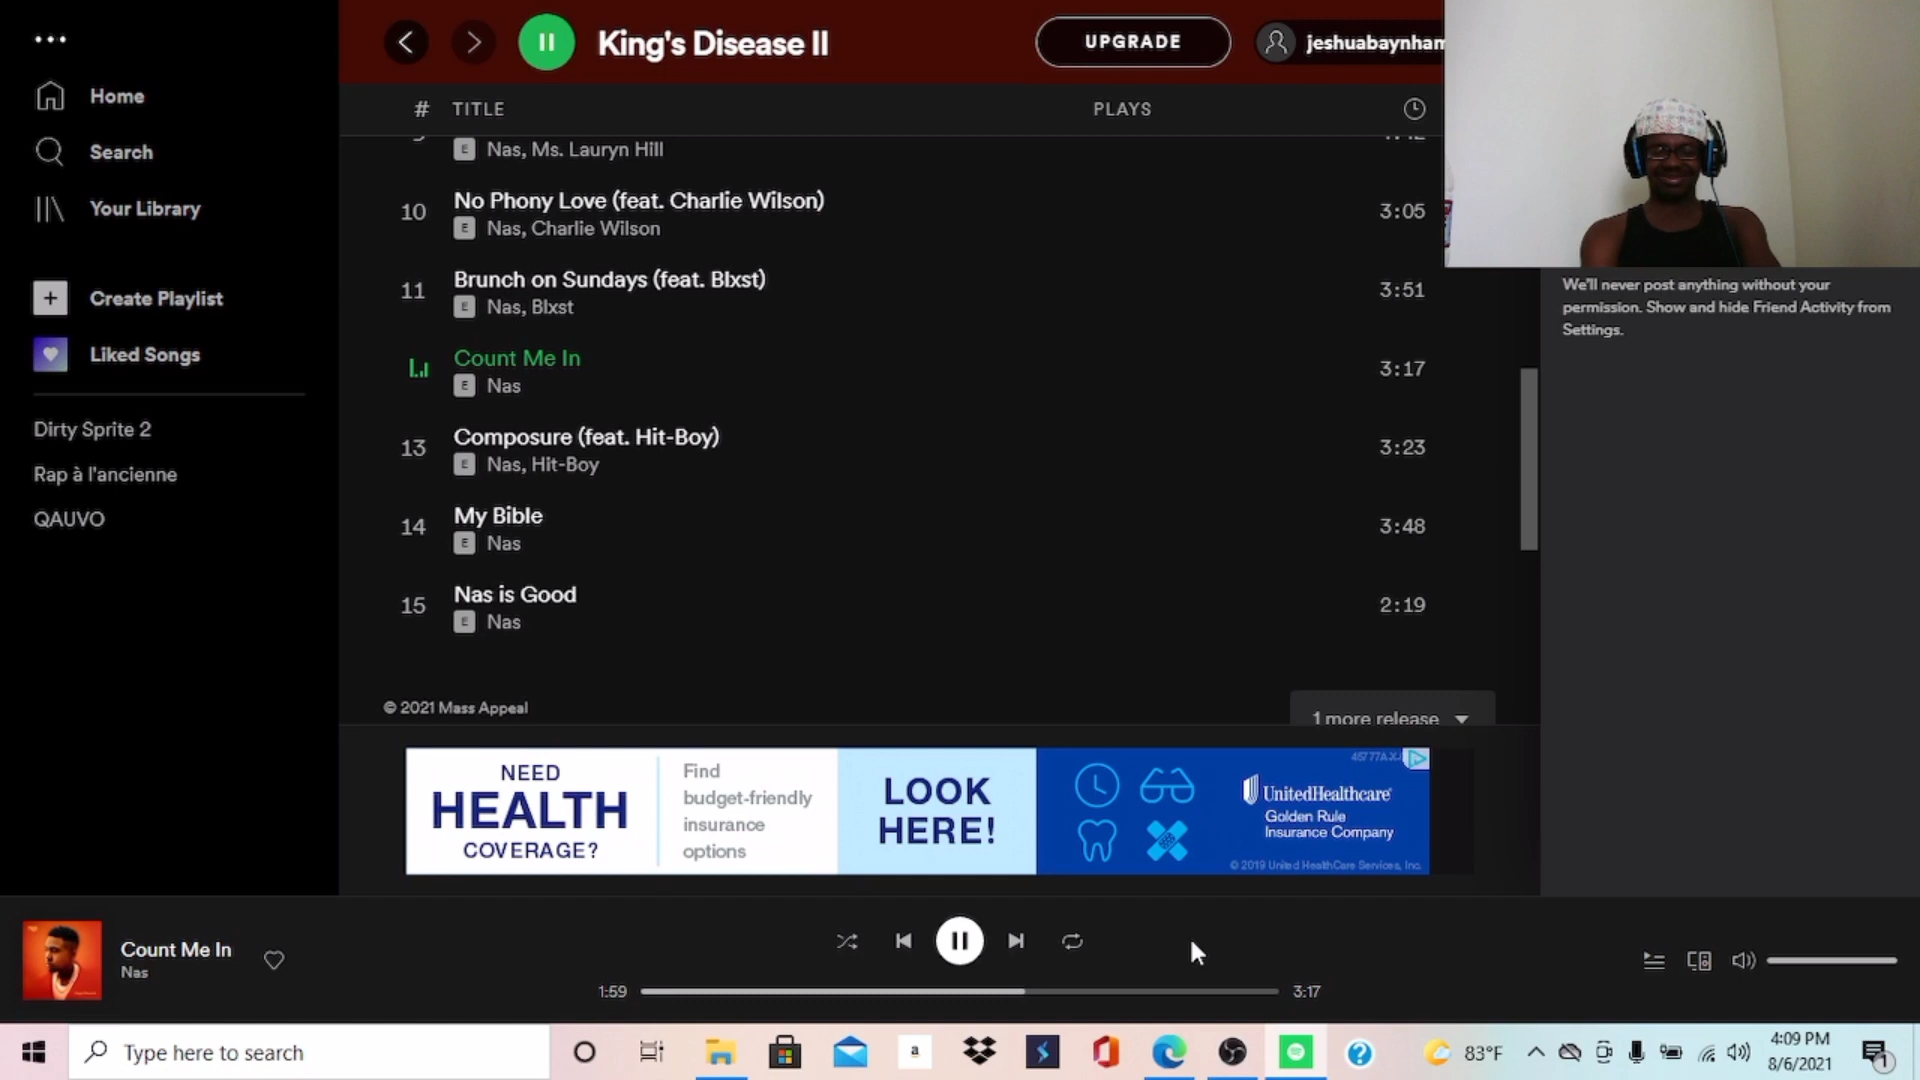 Home
Search
Your Library
Create Playlist
Liked Songs
Dirty Sprite 2
Rap à l'ancienne
QAUVO
King's Disease II
UPGRADE
jeshuabaynham
# TITLE PLAYS
E Nas, Ms. Lauryn Hill
10 No Phony Love (feat. Charlie Wilson) 3:05
E Nas, Charlie Wilson
11 Brunch on Sundays (feat. Blxst) 3:51
E Nas, Blxst
Count Me In 3:17
E Nas
13 Composure (feat. Hit-Boy) 3:23
E Nas, Hit-Boy
14 My Bible 3:48
E Nas
15 Nas is Good 2:19
E Nas
© 2021 Mass Appeal
1 more release
We'll never post anything without your
permission. Show and hide Friend Activity from
Settings.
NEED
HEALTH
COVERAGE?
Find
budget-friendly
insurance
options
LOOK
HERE!
UnitedHealthcare
Golden Rule
Insurance Company
© 2019 United HealthCare Services, Inc.
Count Me In
Nas
1:59
3:17
Type here to search
a
83°F
4:09 PM
8/6/2021
1